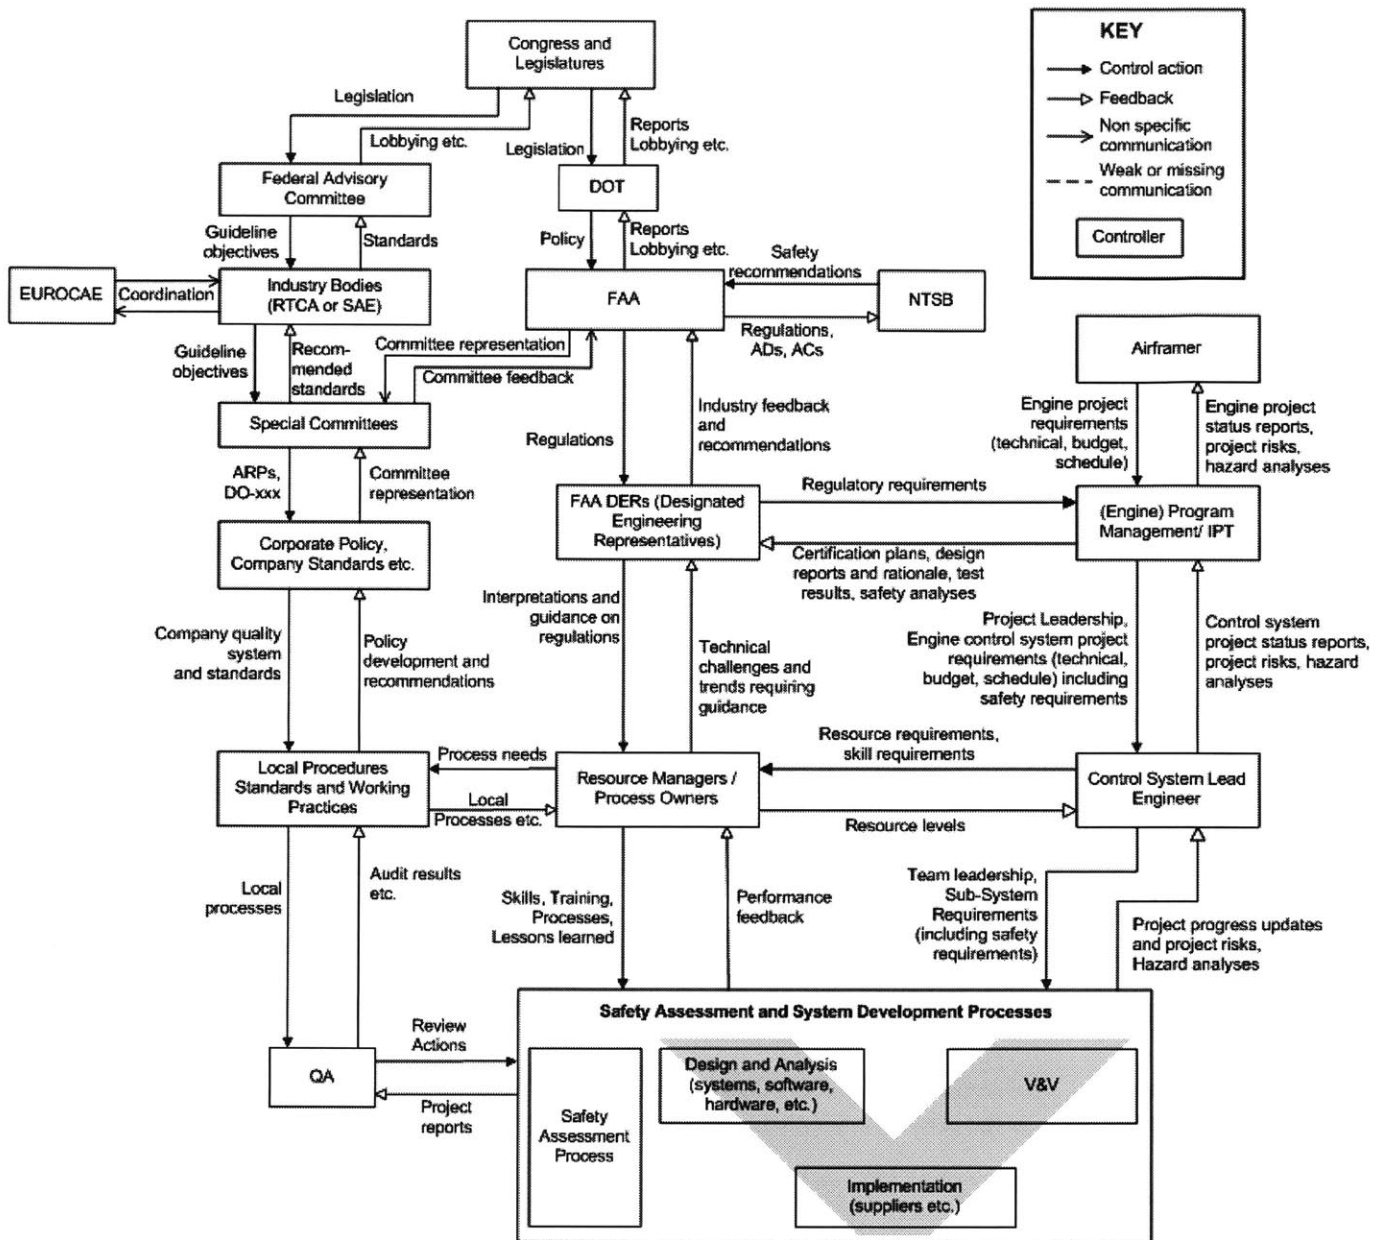 Congress and
Legislatures
KEY
Control action
Feedback
Non specific
communication
Weak or missing
communication
Controller
Legislation
Lobbying etc.
Legislation
Reports
Lobbying etc.
Federal Advisory
Committee
DOT
Guideline
objectives
Standards
Policy
Reports
Lobbying etc.
Safety
recommendations
EUROCAE
Coordination
Industry Bodies
(RTCA or SAE)
FAA
NTSB
Regulations,
ADs, ACs
Guideline
objectives
Recom-
mended
standards
Committee representation
Committee feedback
Airframer
Special Committees
Regulations
Industry feedback
and
recommendations
Engine project
requirements
(technical, budget,
schedule)
Engine project
status reports,
project risks,
hazard analyses
ARPs,
DO-xxx
Committee
representation
Regulatory requirements
FAA DERs (Designated
Engineering
Representatives)
(Engine) Program
Management/ IPT
Corporate Policy,
Company Standards etc.
Certification plans, design
reports and rationale, test
results, safety analyses
Company quality
system
and standards
Policy
development and
recommendations
Interpretations and
guidance on
regulations
Technical
challenges and
trends requiring
guidance
Project Leadership,
Engine control system project
requirements (technical,
budget, schedule) including
safety requirements
Control system
project status reports,
project risks, hazard
analyses
Local Procedures
Standards and Working
Practices
Process needs
Local
Processes etc.
Resource Managers /
Process Owners
Resource requirements,
skill requirements
Resource levels
Control System Lead
Engineer
Local
processes
Audit results
etc.
Skills, Training,
Processes,
Lessons learned
Performance
feedback
Team leadership,
Sub-System
Requirements
(including safety
requirements)
Project progress updates
and project risks,
Hazard analyses
Safety Assessment and System Development Processes
QA
Review
Actions
Project
reports
Safety
Assessment
Process
Design and Analysis
(systems, software,
hardware, etc.)
V&V
Implementation
(suppliers etc.)